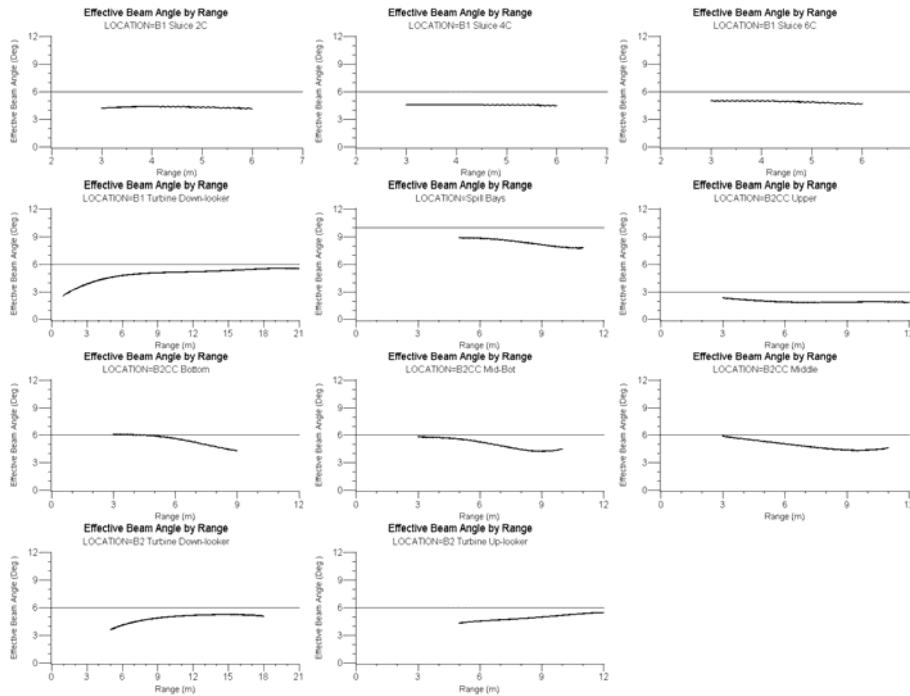 Effective Beam Angle by Range
LOCATION=B1 Sluice 2C
Effective Beam Angle (Deg.)
12
9
6
3
0
2 3 4 5 6 7
Range (m)
Effective Beam Angle by Range
LOCATION=B1 Sluice 4C
Effective Beam Angle (Deg.)
12
9
6
3
0
2 3 4 5 6 7
Range (m)
Effective Beam Angle by Range
LOCATION=B1 Sluice 6C
Effective Beam Angle (Deg.)
12
9
6
3
0
2 3 4 5 6 7
Range (m)
Effective Beam Angle by Range
LOCATION=B1 Turbine Down-looker
Effective Beam Angle (Deg.)
12
9
6
3
0
0 3 6 9 12 15 18 21
Range (m)
Effective Beam Angle by Range
LOCATION=Spill Bays
Effective Beam Angle (Deg.)
12
9
6
3
0
0 3 6 9 12
Range (m)
Effective Beam Angle by Range
LOCATION=B2CC Upper
Effective Beam Angle (Deg.)
12
9
6
3
0
0 3 6 9 12
Range (m)
Effective Beam Angle by Range
LOCATION=B2CC Bottom
Effective Beam Angle (Deg.)
12
9
6
3
0
0 3 6 9 12
Range (m)
Effective Beam Angle by Range
LOCATION=B2CC Mid-Bot
Effective Beam Angle (Deg.)
12
9
6
3
0
0 3 6 9 12
Range (m)
Effective Beam Angle by Range
LOCATION=B2CC Middle
Effective Beam Angle (Deg.)
12
9
6
3
0
0 3 6 9 12
Range (m)
Effective Beam Angle by Range
LOCATION=B2 Turbine Down-looker
Effective Beam Angle (Deg.)
12
9
6
3
0
0 3 6 9 12 15 18 21
Range (m)
Effective Beam Angle by Range
LOCATION=B2 Turbine Up-looker
Effective Beam Angle (Deg.)
12
9
6
3
0
0 3 6 9 12
Range (m)